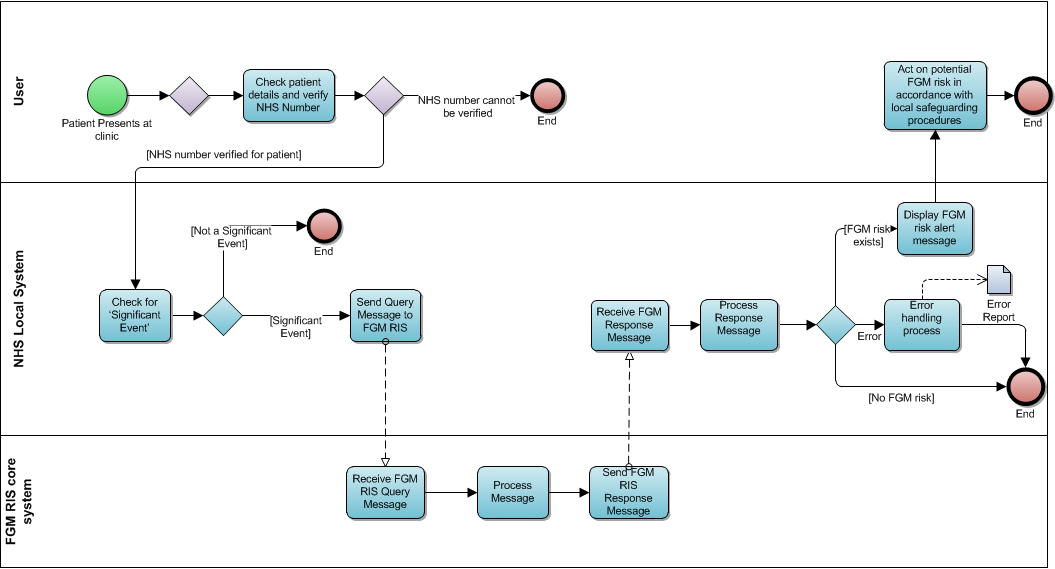 User
Patient Presents at
clinic
Check patient
details and verify
NHS Number
NHS number cannot
be verified
End
[NHS number verified for patient]
Act on potential
FGM risk in
accordance with
local safeguarding
procedures
End
NHS Local System
Check for
‘Significant
Event’
[Not a Significant
Event]
End
[Significant
Event]
Send Query
Message to
FGM RIS
Receive FGM
Response
Message
Process
Response
Message
[FGM risk
exists]
Display FGM
risk alert
message
Error
Error
handling
process
Error
Report
[No FGM risk]
End
FGM RIS core
system
Receive FGM
RIS Query
Message
Process
Message
Send FGM
RIS
Response
Message